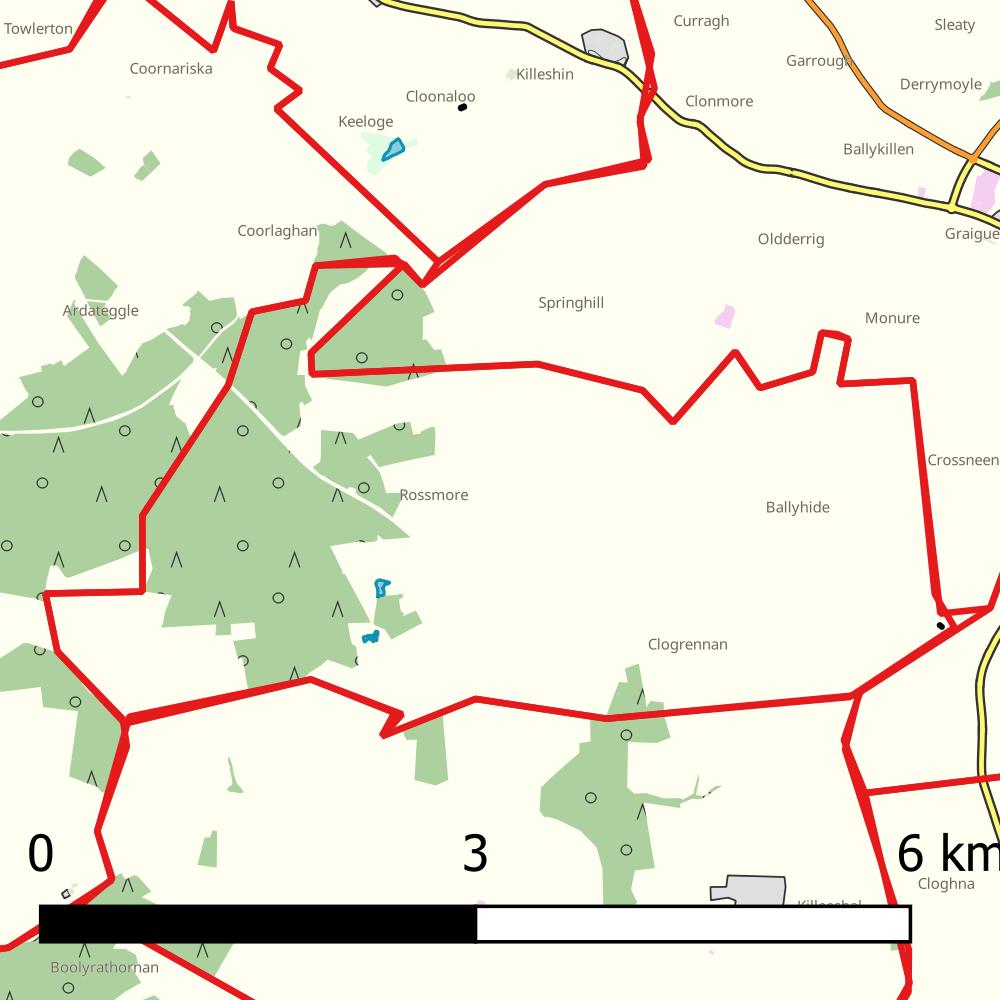 Curragh
Sleaty
Towlerton
Garrough
Coornariska
Killeshin
Derrymoyle
Cloonaloo
Clonmore
Keeloge
Ballykillen
Coorlaghan
Graigue
Oldderrig
Springhill
Ardateggle
Monure
Crossneen
Rossmore
Ballyhide
Clogrennan
0 3 6 km
Cloghna
Killeeshal
Boolyrathornan